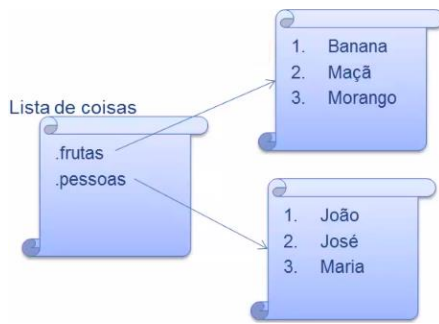 Lista de coisas
.frutas
.pessoas
1. Banana
2. Maçã
3. Morango
1. João
2. José
3. Maria